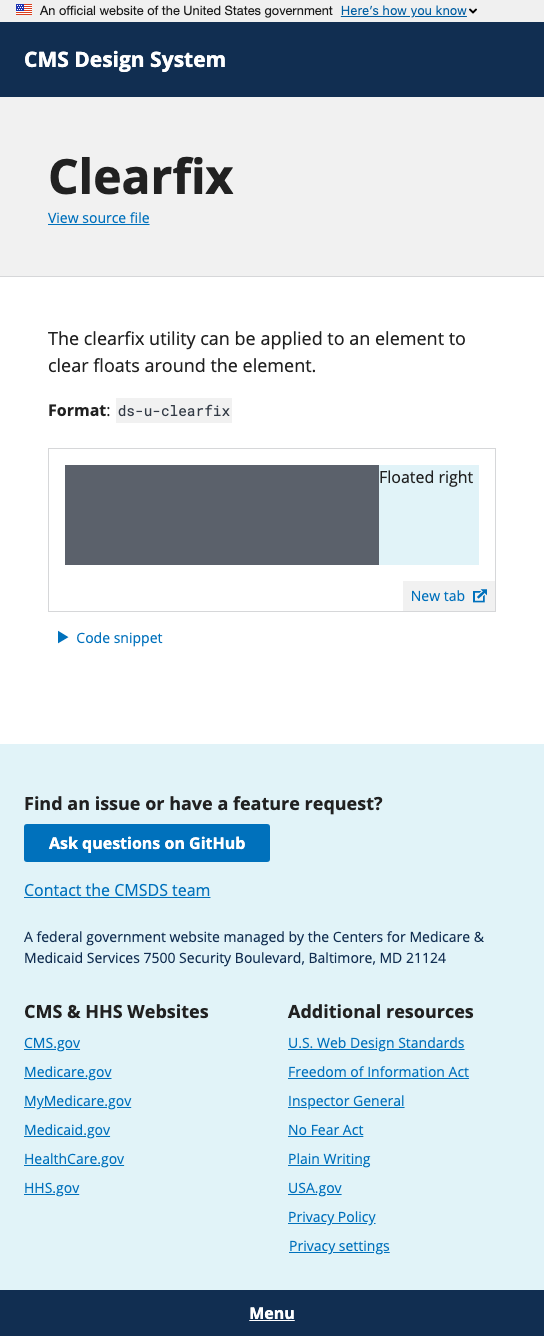 An official website of the United States government Here's how you know
CMS Design System
Clearfix
View source file
The clearfix utility can be applied to an element to
clear floats around the element.
Format: ds-u-clearfix
Floated right
New tab
Code snippet
Find an issue or have a feature request?
Ask questions on GitHub
Contact the CMSDS team
A federal government website managed by the Centers for Medicare &
Medicaid Services 7500 Security Boulevard, Baltimore, MD 21124
CMS & HHS Websites
CMS.gov
Medicare.gov
MyMedicare.gov
Medicaid.gov
HealthCare.gov
HHS.gov
Additional resources
U.S. Web Design Standards
Freedom of Information Act
Inspector General
No Fear Act
Plain Writing
USA.gov
Privacy Policy
Privacy settings
Menu